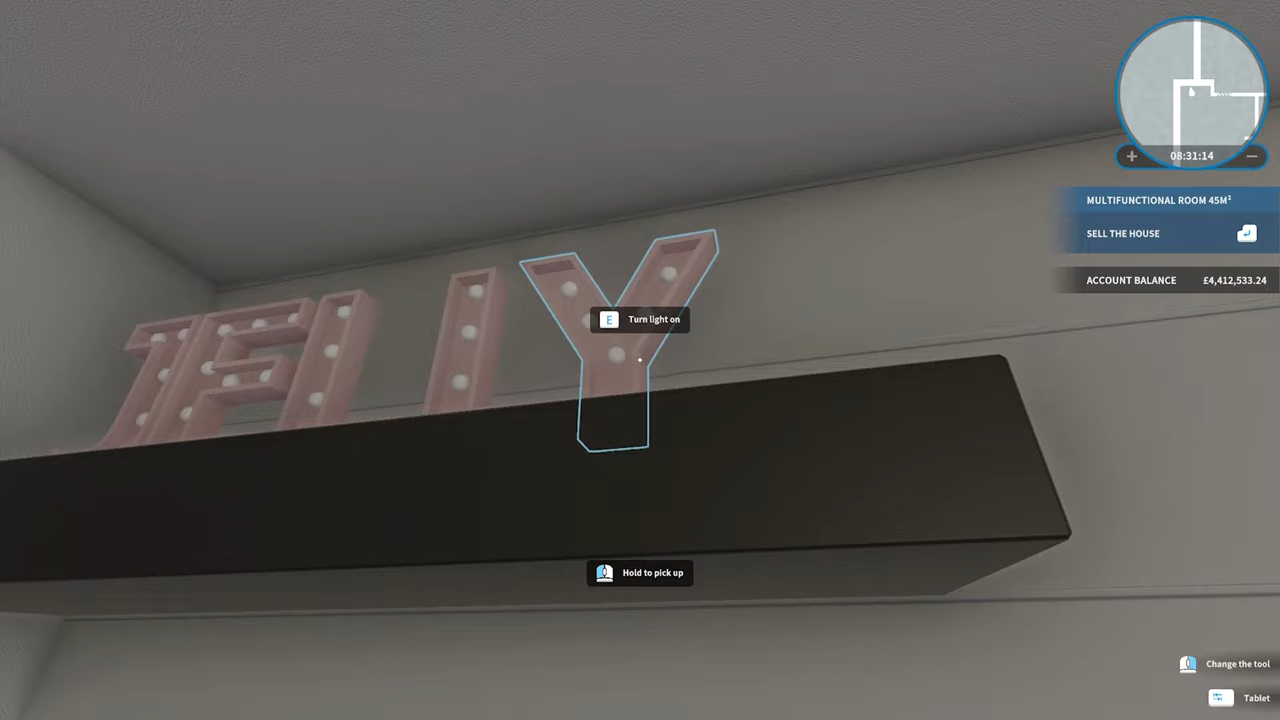 08:31:14
MULTIFUNCTIONAL ROOM 45M²
SELL THE HOUSE
ACCOUNT BALANCE £4,412,533.24
E Turn light on
Y
Hold to pick up
Change the tool
Tablet